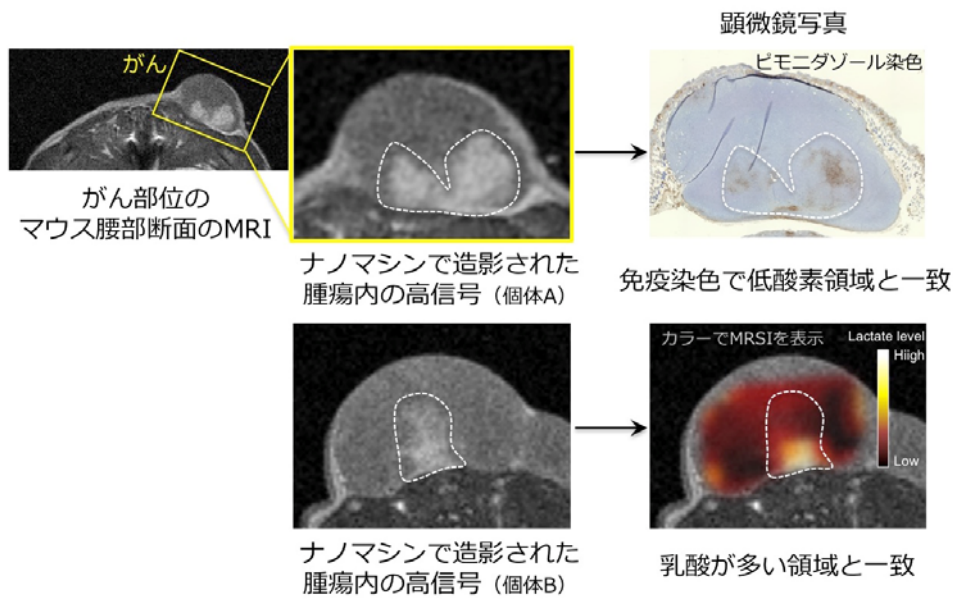 顕微鏡写真
がん
ピモニダゾール染色
がん部位の
マウス腰部断面のMRI
ナノマシンで造影された
腫瘍内の高信号（個体A）
免疫染色で低酸素領域と一致
カラーでMRSIを表示
Lactate level
Hiigh
Low
ナノマシンで造影された
腫瘍内の高信号（個体B）
乳酸が多い領域と一致